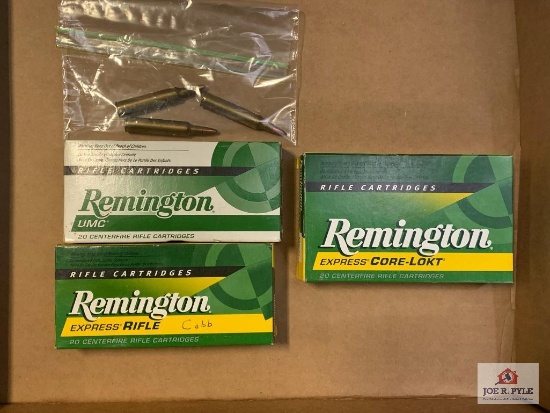 RIFLE CARTRIDGES
Remington
UMC
20 CENTERFIRE RIFLE CARTRIDGES
RIFLE CARTRIDGES
Remington
EXPRESS RIFLE Cobb
20 CENTERFIRE RIFLE CARTRIDGES
RIFLE CARTRIDGES
Remington
EXPRESS CORE-LOKT
20 CENTERFIRE RIFLE CARTRIDGES
JOE R. PYLE